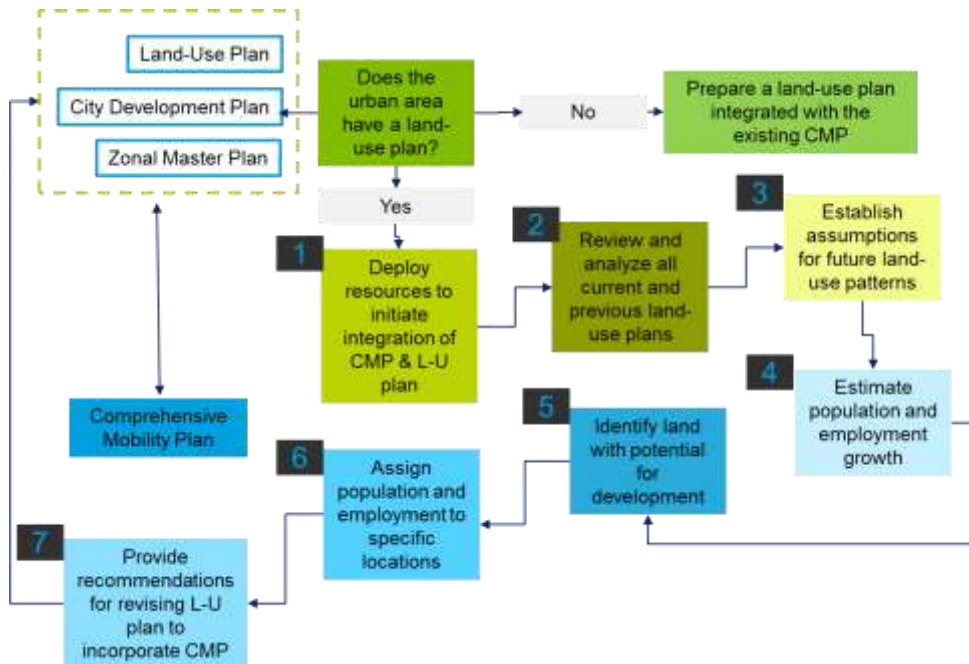 Land-Use Plan
City Development Plan
Zonal Master Plan
Does the
urban area
have a land-
use plan?
No
Prepare a land-use plan
integrated with the
existing CMP
Yes
1
Deploy
resources to
initiate
integration of
CMP & L-U
plan
2
Review and
analyze all
current and
previous land-
use plans
3
Establish
assumptions
for future land-
use patterns
4
Estimate
population and
employment
growth
5
Identify land
with potential
for
development
6
Assign
population and
employment to
specific
locations
7
Provide
recommendations
for revising L-U
plan to
incorporate CMP
Comprehensive
Mobility Plan